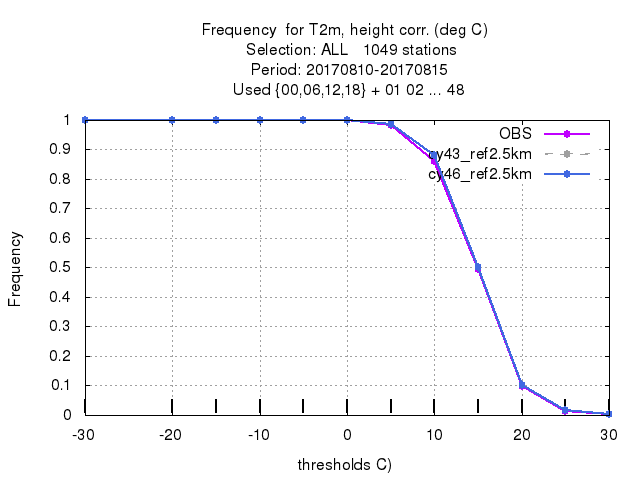 Frequency  for T2m, height corr. (deg C)
Selection: ALL   1049 stations
Period: 20170810-20170815
Used {00,06,12,18} + 01 02 ... 48
OBS
cy43_ref2.5km
cy46_ref2.5km
1
0.9
0.8
0.7
0.6
0.5
0.4
0.3
0.2
0.1
0
Frequency
-30
-20
-10
0
10
20
30
thresholds C)